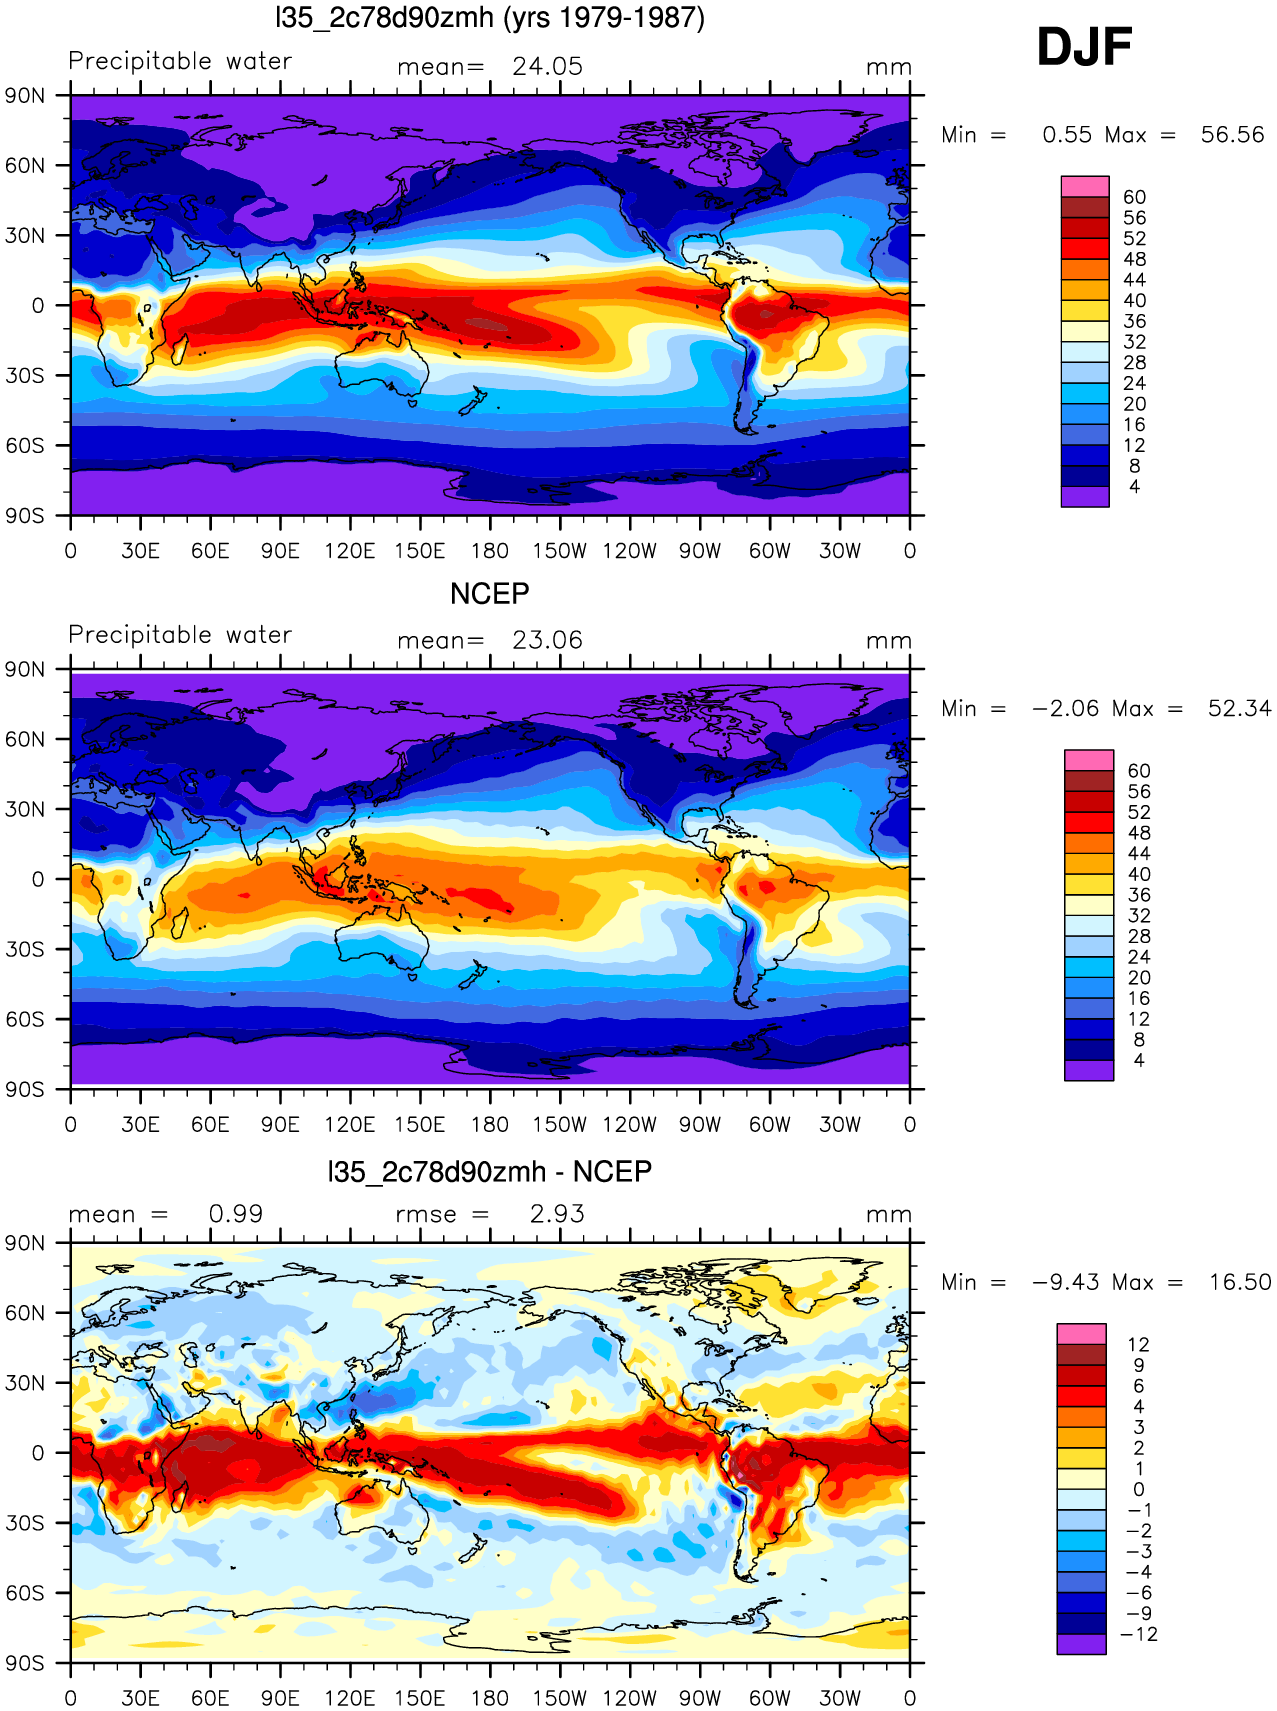 l35_2c78d90zmh (yrs 1979-1987)
DJF
Precipitable water mean= 24.05 mm
Min = 0.55 Max = 56.56
90N
60N
30N
0
30S
60S
90S
0 30E 60E 90E 120E 150E 180 150W 120W 90W 60W 30W 0
60
56
52
48
44
40
36
32
28
24
20
16
12
8
4
NCEP
Precipitable water mean= 23.06 mm
Min = −2.06 Max = 52.34
90N
60N
30N
0
30S
60S
90S
0 30E 60E 90E 120E 150E 180 150W 120W 90W 60W 30W 0
60
56
52
48
44
40
36
32
28
24
20
16
12
8
4
l35_2c78d90zmh - NCEP
mean = 0.99 rmse = 2.93 mm
Min = −9.43 Max = 16.50
90N
60N
30N
0
30S
60S
90S
0 30E 60E 90E 120E 150E 180 150W 120W 90W 60W 30W 0
12
9
6
4
3
2
1
0
−1
−2
−3
−4
−6
−9
−12